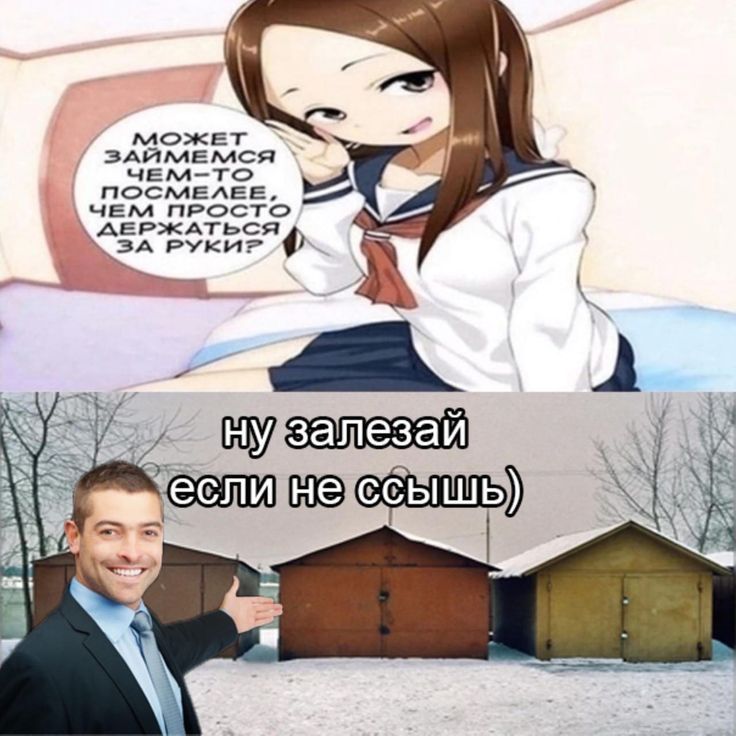 МОЖЕТ
ЗАЙМЕМСЯ
ЧЕМ-ТО
ПОСМЕЛЕЕ,
ЧЕМ ПРОСТО
ДЕРЖАТЬСЯ
ЗА РУКИ?
ну залезай
если не ссышь)